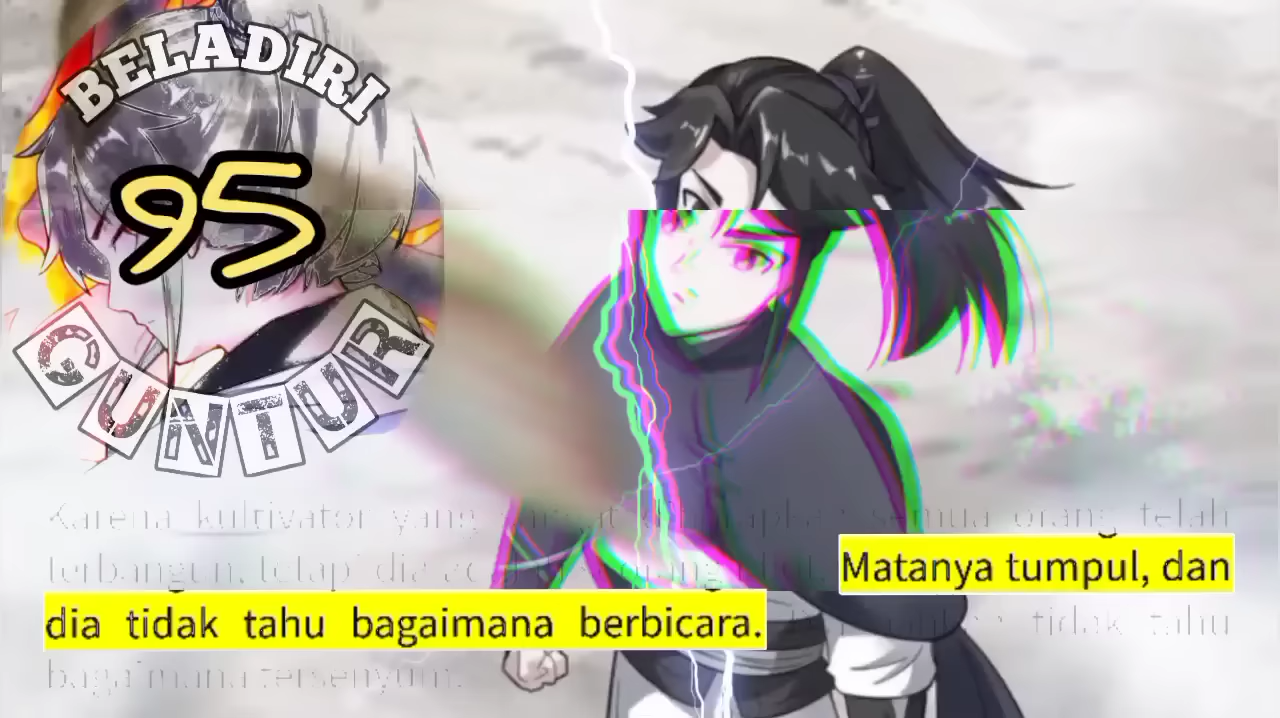 BELADIRI
95
GUNTUR
Karena kultivator yang semua orang telah
terbangun, tetapi dia Matanya tumpul, dan
dia tidak tahu bagaimana berbicara. tidak tahu
bagaimana tersenyum.